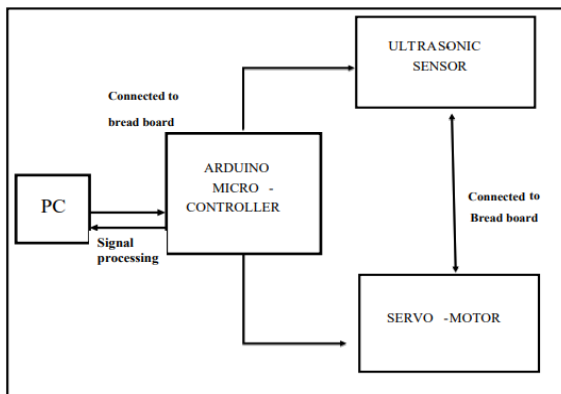 ULTRASONIC
SENSOR
Connected to
bread board
ARDUINO
MICRO -
CONTROLLER
PC
Signal
processing
Connected to
Bread board
SERVO -MOTOR